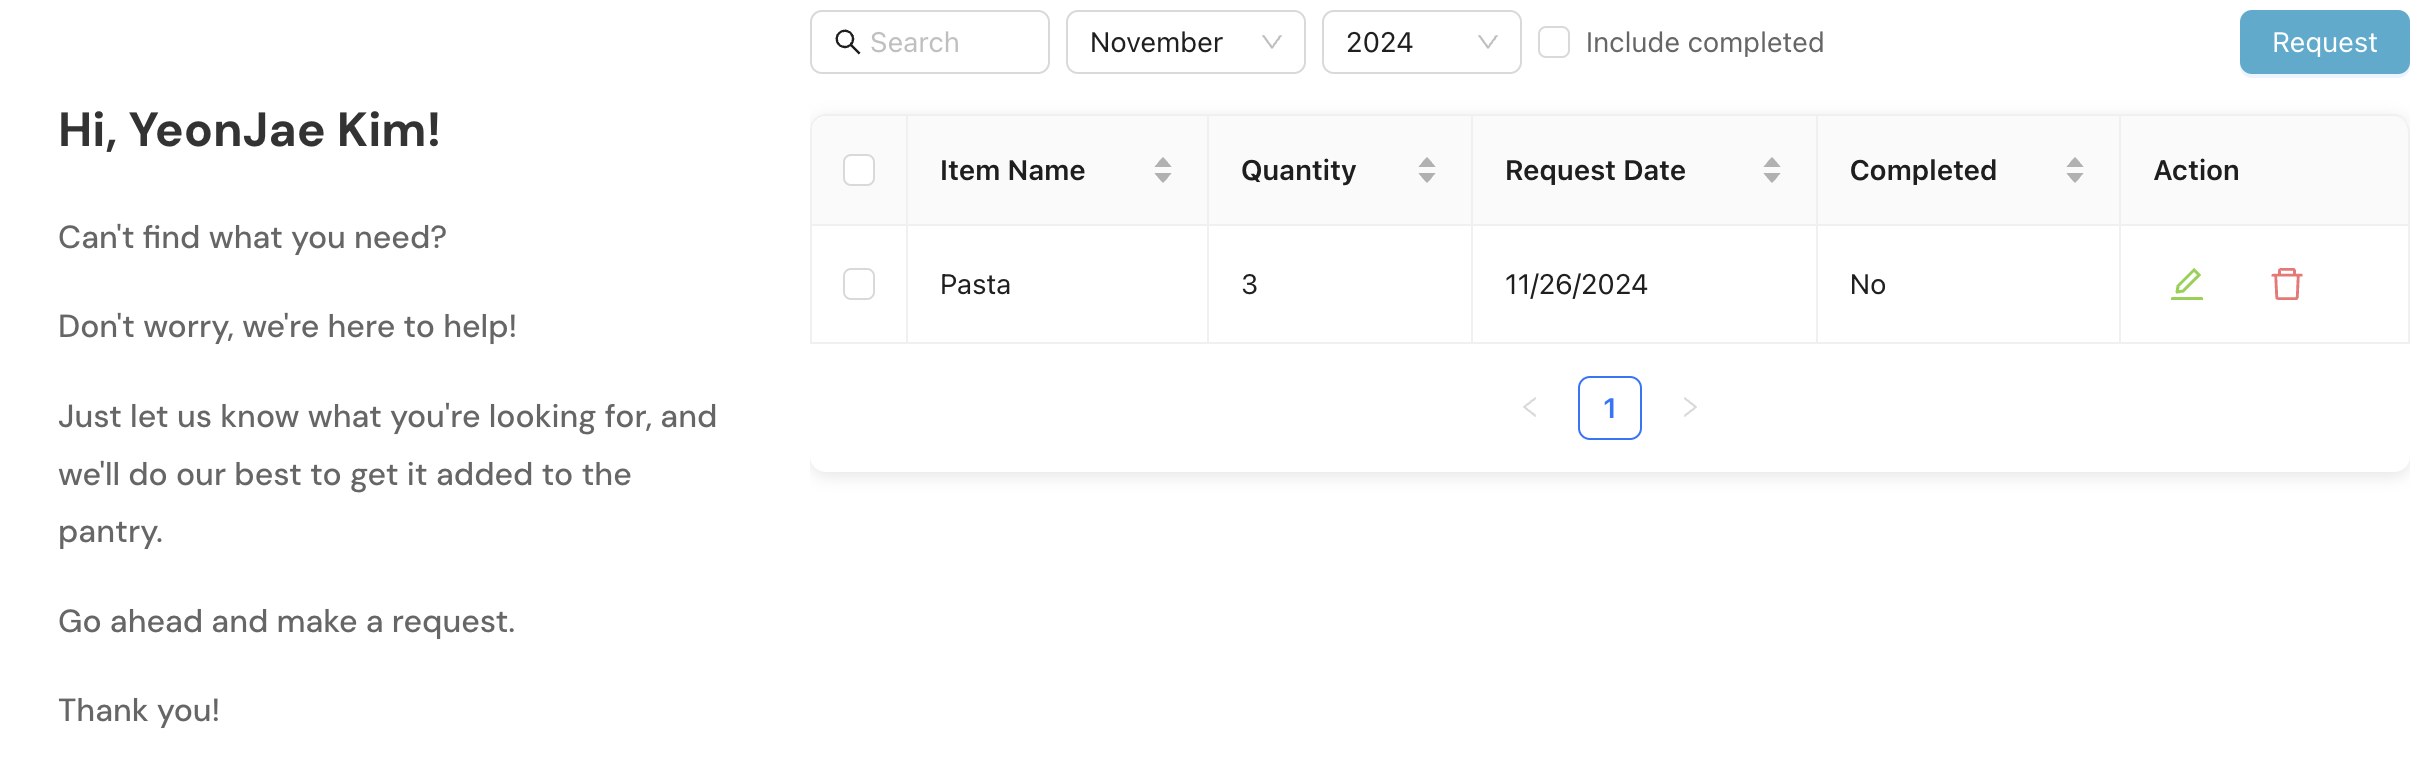 Search
November
2024
Include completed
Request
Hi, YeonJae Kim!
Can't find what you need?
Don't worry, we're here to help!
Just let us know what you're looking for, and
we'll do our best to get it added to the
pantry.
Go ahead and make a request.
Thank you!
Item Name Quantity Request Date Completed Action
Pasta 3 11/26/2024 No
1